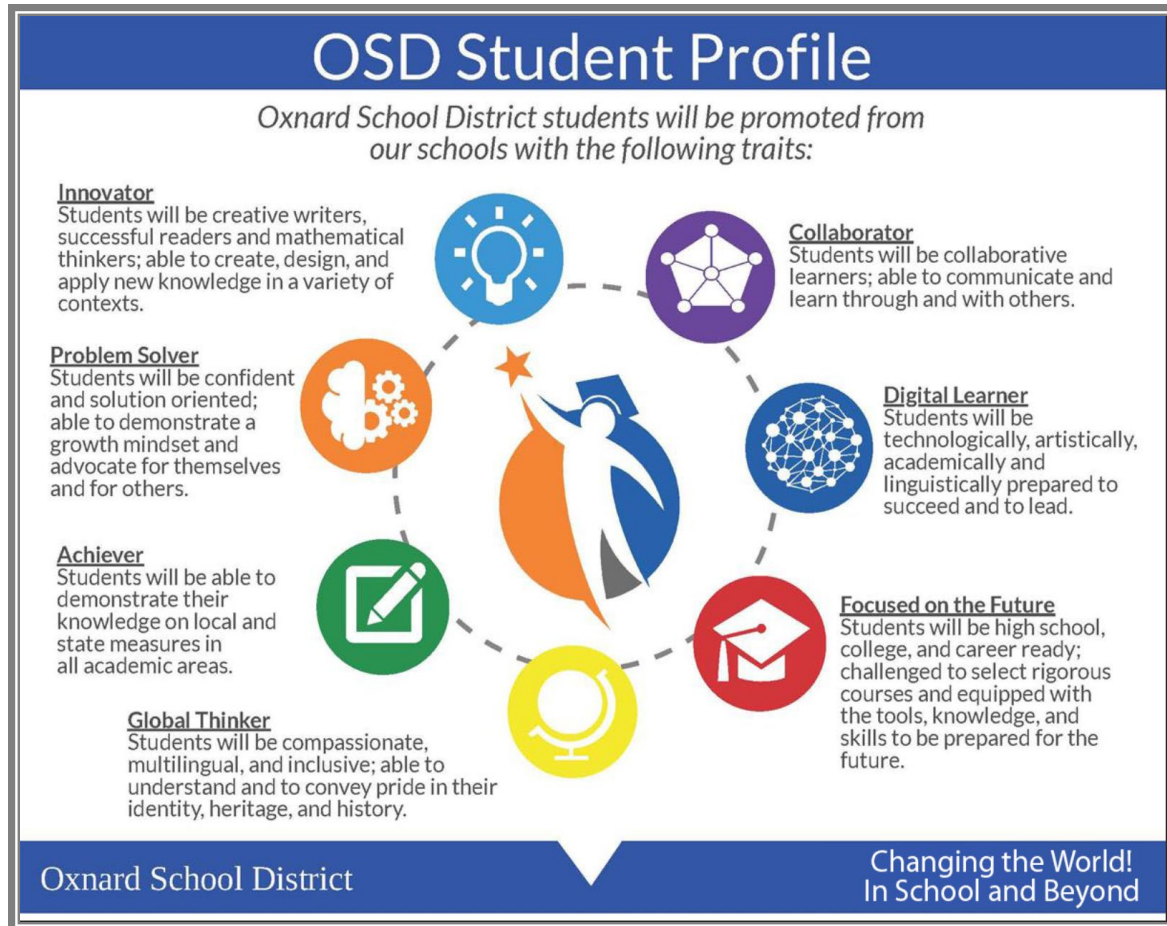 OSD Student Profile
Oxnard School District students will be promoted from
our schools with the following traits:
Innovator
Students will be creative writers,
successful readers and mathematical
thinkers; able to create, design, and
apply new knowledge in a variety of
contexts.
Collaborator
Students will be collaborative
learners; able to communicate and
learn through and with others.
Problem Solver
Students will be confident
and solution oriented;
able to demonstrate a
growth mindset and
advocate for themselves
and for others.
Digital Learner
Students will be
technologically, artistically,
academically and
linguistically prepared to
succeed and to lead.
Achiever
Students will be able to
demonstrate their
knowledge on local and
state measures in
all academic areas.
Focused on the Future
Students will be high school,
college, and career ready;
challenged to select rigorous
courses and equipped with
the tools, knowledge, and
skills to be prepared for the
future.
Global Thinker
Students will be compassionate,
multilingual, and inclusive; able to
understand and to convey pride in their
identity, heritage, and history.
Oxnard School District
Changing the World!
In School and Beyond